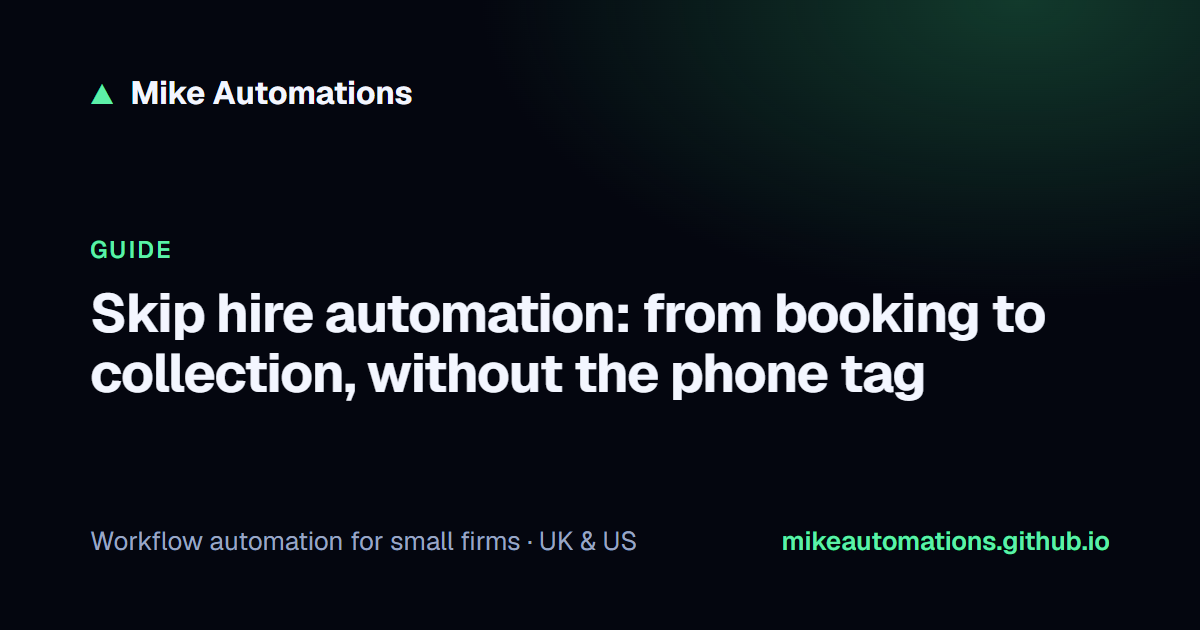 Mike Automations
GUIDE
Skip hire automation: from booking to
collection, without the phone tag
Workflow automation for small firms · UK & US
mikeautomations.github.io